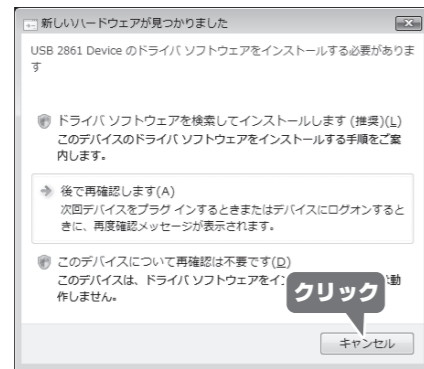 新しいハードウェアが見つかりました
USB 2861 Device のドライバ ソフトウェアをインストールする必要がありま
す
ドライバ ソフトウェアを検索してインストールします (推奨)(L)
このデバイスのドライバ ソフトウェアをインストールする手順をご案
内します。
後で再確認します(A)
次回デバイスをプラグ インするときまたはデバイスにログオンすると
きに、再度確認メッセージが表示されます。
このデバイスについて再確認は不要です(D)
このデバイスは、ドライバ ソフトウェアをイ 動
作しません。
クリック
キャンセル